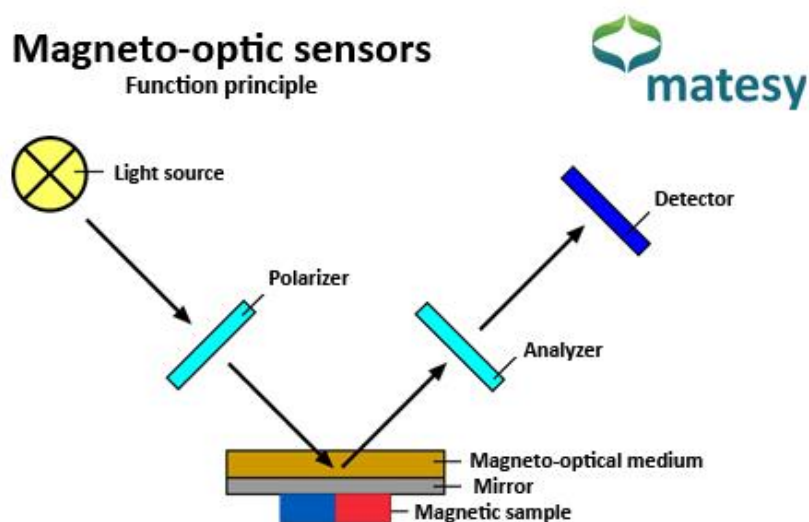 Magneto-optic sensors
Function principle
matesy
Light source
Detector
Polarizer
Analyzer
Magneto-optical medium
Mirror
Magnetic sample